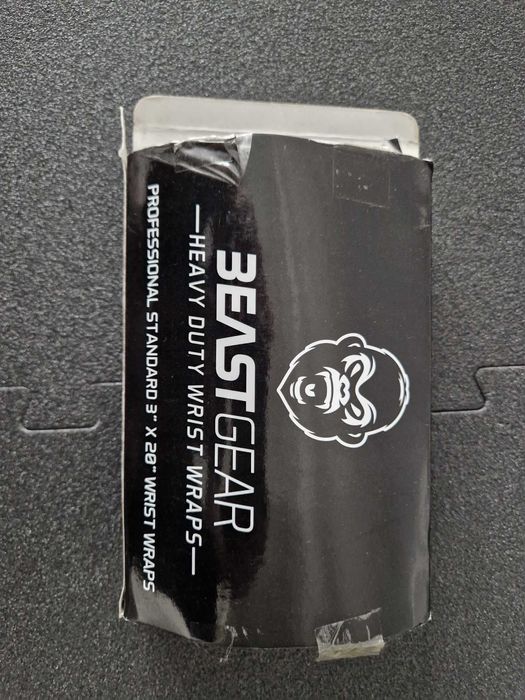 BEASTGEAR
—HEAVY DUTY WRIST WRAPS—
PROFESSIONAL STANDARD 3" X 20" WRIST WRAPS